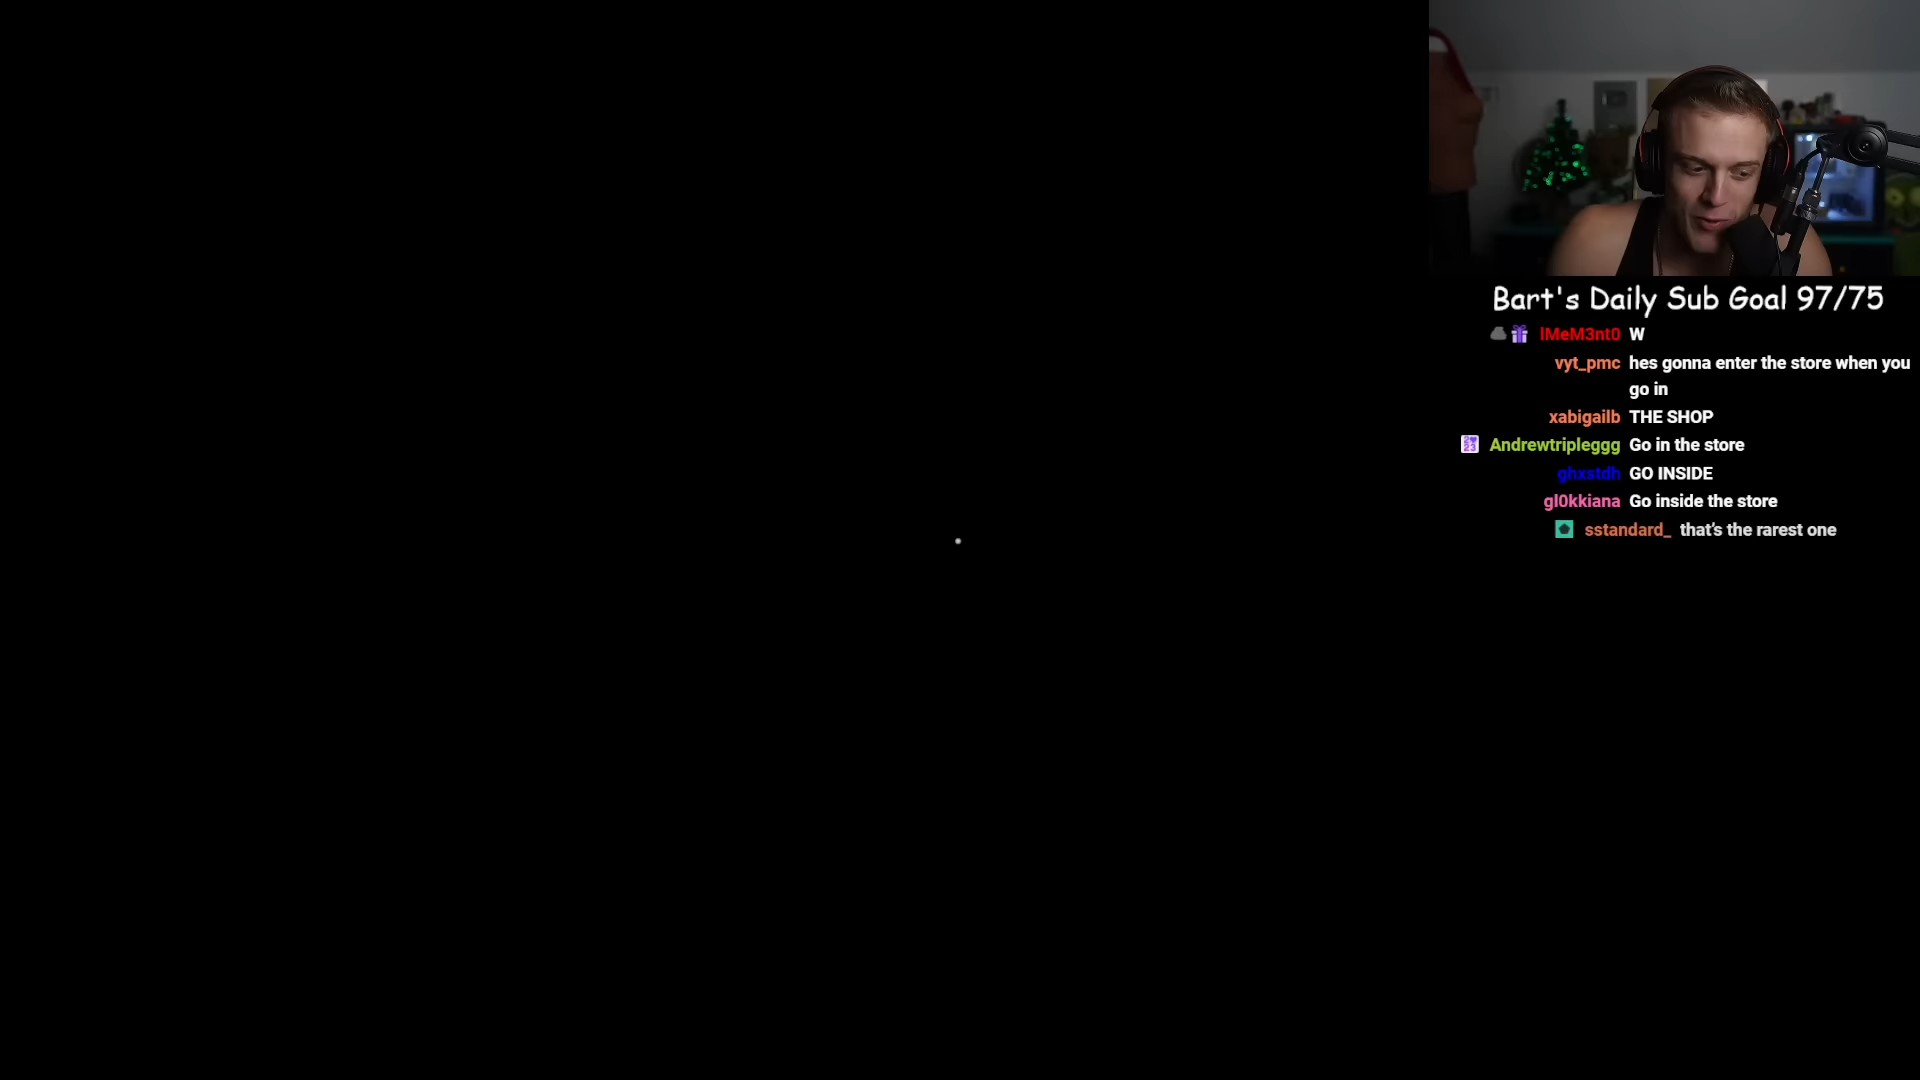 Bart's Daily Sub Goal 97/75
lMeM3nt0 W
vyt_pmc hes gonna enter the store when you
go in
xabigailb THE SHOP
Andrewtripleggg Go in the store
ghxstdh GO INSIDE
gl0kkiana Go inside the store
sstandard_ that's the rarest one